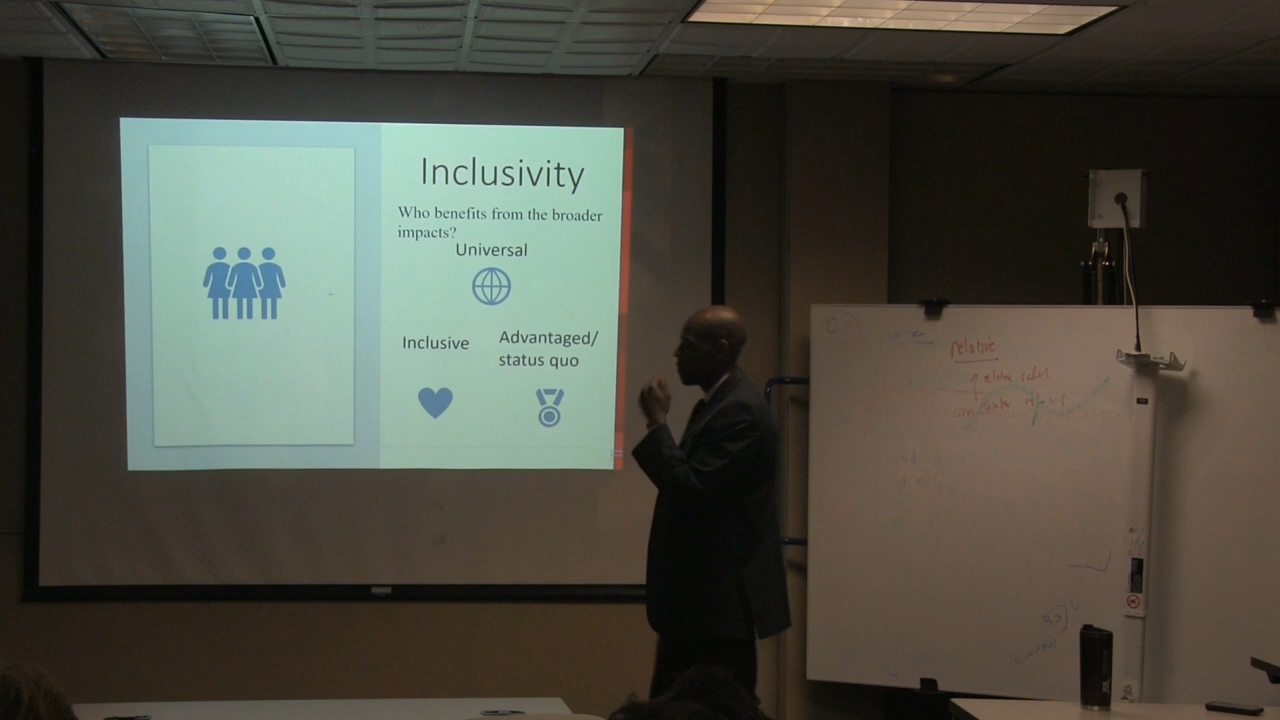 Inclusivity
Who benefits from the broader
impacts?
Universal
Inclusive
Advantaged/
status quo
relative